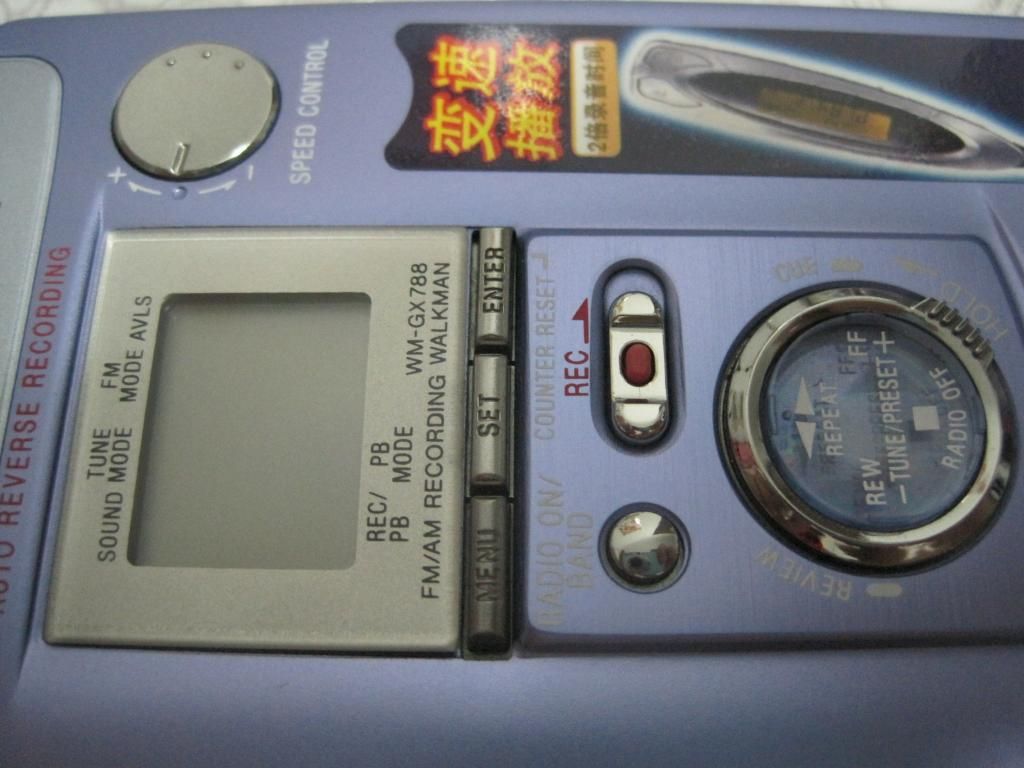 AUTO REVERSE RECORDING
SPEED CONTROL
+
−
变速
播放
2倍录音时间
TUNE FM
SOUND MODE MODE AVLS
REC/ PB
PB MODE
WM-GX788
FM/AM RECORDING WALKMAN
MENU SET ENTER
RADIO ON/
BAND
COUNTER RESET
REC
CUE
HOLD
REVIEW
REPEAT
REW FF
−TUNE/PRESET+
RADIO OFF